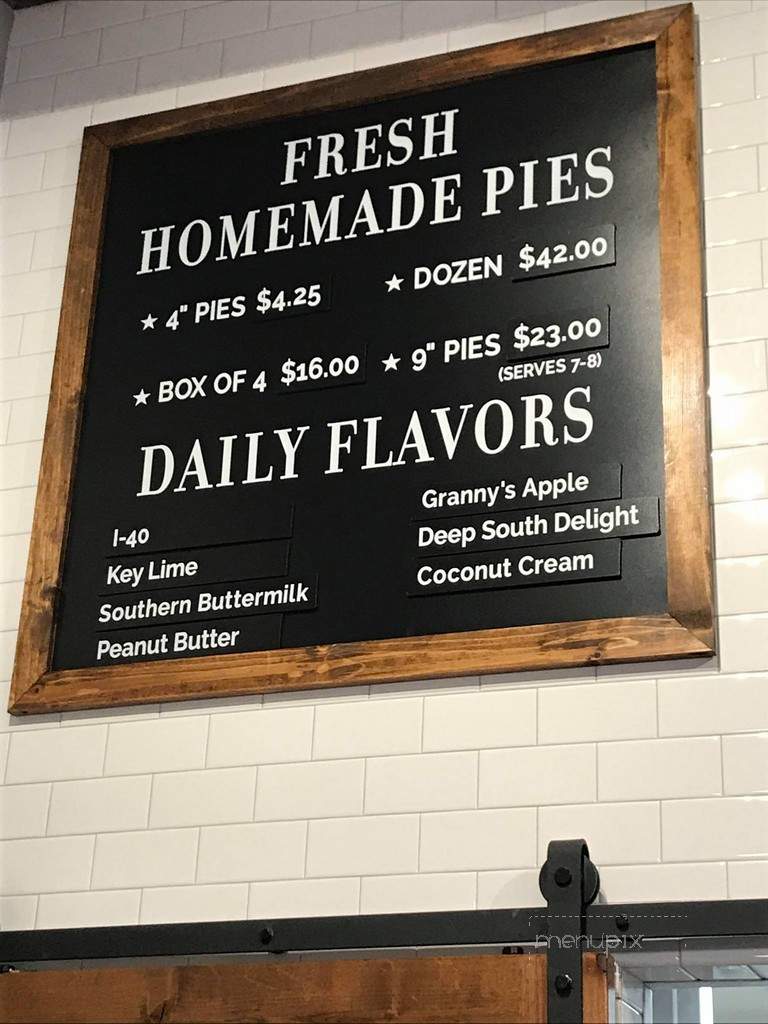 FRESH
HOMEMADE PIES
★ 4" PIES $4.25
★ DOZEN $42.00
★ BOX OF 4 $16.00
★ 9" PIES $23.00
(SERVES 7-8)
DAILY FLAVORS
I-40
Key Lime
Southern Buttermilk
Peanut Butter
Granny's Apple
Deep South Delight
Coconut Cream
menupix